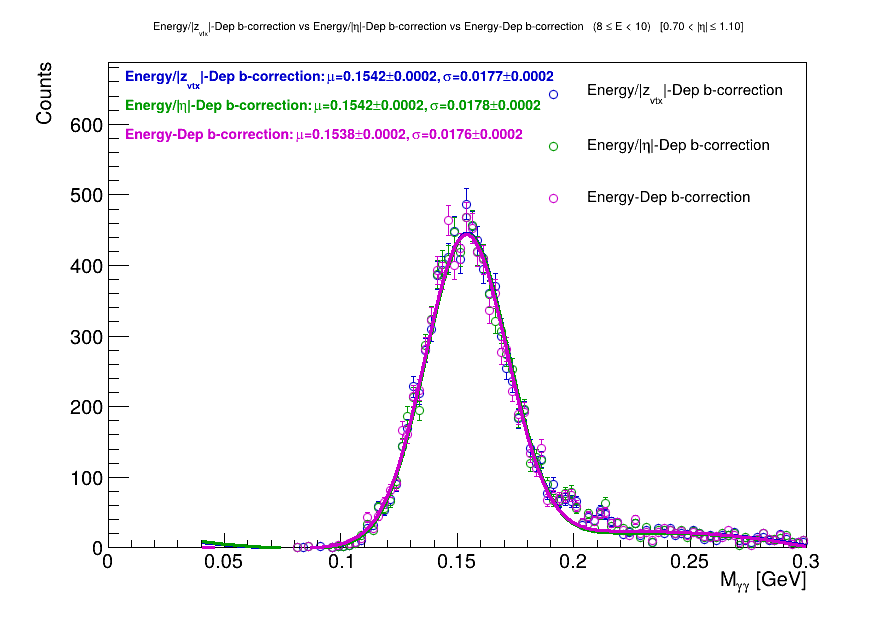 Energy/|z_vtx|-Dep b-correction vs Energy/|η|-Dep b-correction vs Energy-Dep b-correction (8 ≤ E < 10) [0.70 < |η| ≤ 1.10]
Counts
Energy/|z_vtx|-Dep b-correction: μ=0.1542±0.0002, σ=0.0177±0.0002
Energy/|η|-Dep b-correction: μ=0.1542±0.0002, σ=0.0178±0.0002
Energy-Dep b-correction: μ=0.1538±0.0002, σ=0.0176±0.0002
Energy/|z_vtx|-Dep b-correction
Energy/|η|-Dep b-correction
Energy-Dep b-correction
600
500
400
300
200
100
0
0 0.05 0.1 0.15 0.2 0.25 0.3
M_γγ [GeV]